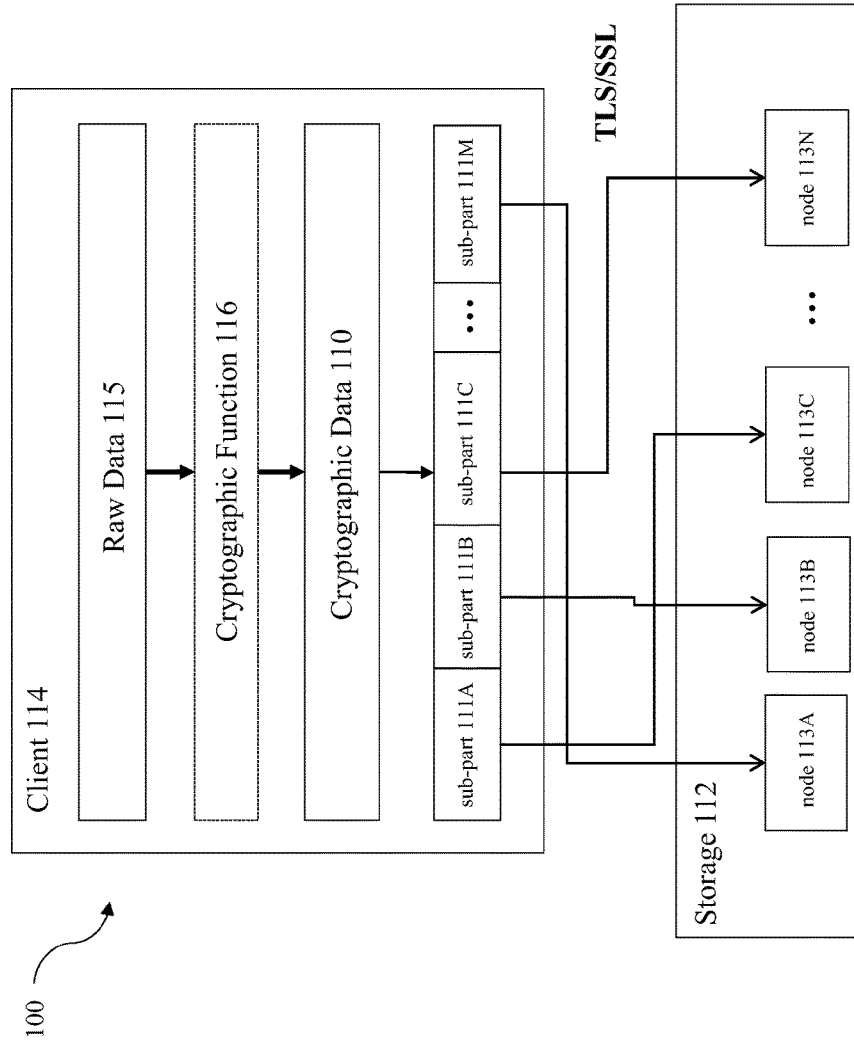 100
Client 114
Raw Data 115
Cryptographic Function 116
Cryptographic Data 110
sub-part 111A
sub-part 111B
sub-part 111C
...
sub-part 111M
TLS/SSL
Storage 112
node 113A
node 113B
node 113C
...
node 113N